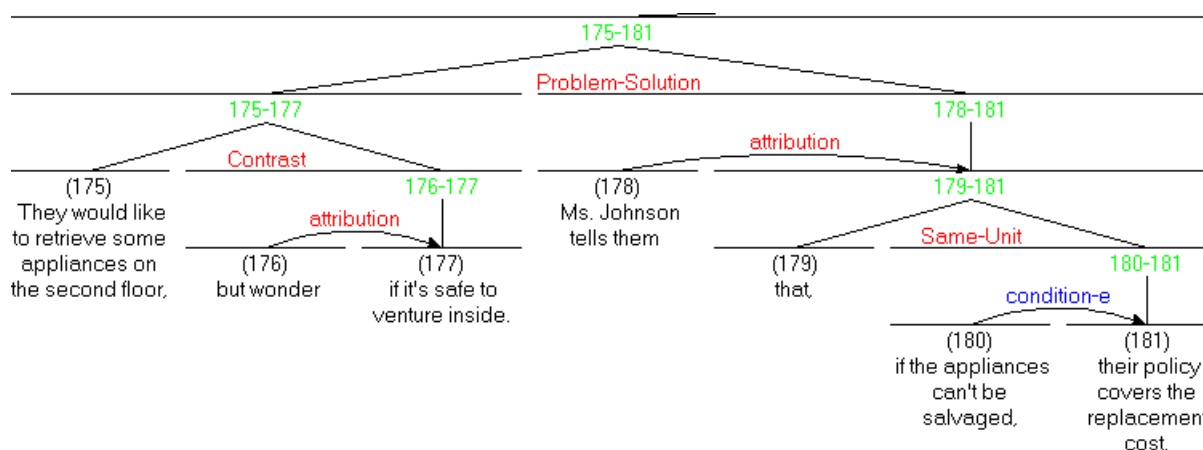 175-181
Problem-Solution
175-177
178-181
Contrast
attribution
(175)
They would like
to retrieve some
appliances on
the second floor,
176-177
attribution
(176)
but wonder
(177)
if it's safe to
venture inside.
(178)
Ms. Johnson
tells them
179-181
Same-Unit
(179)
that,
180-181
condition-e
(180)
if the appliances
can't be
salvaged,
(181)
their policy
covers the
replacement
cost.